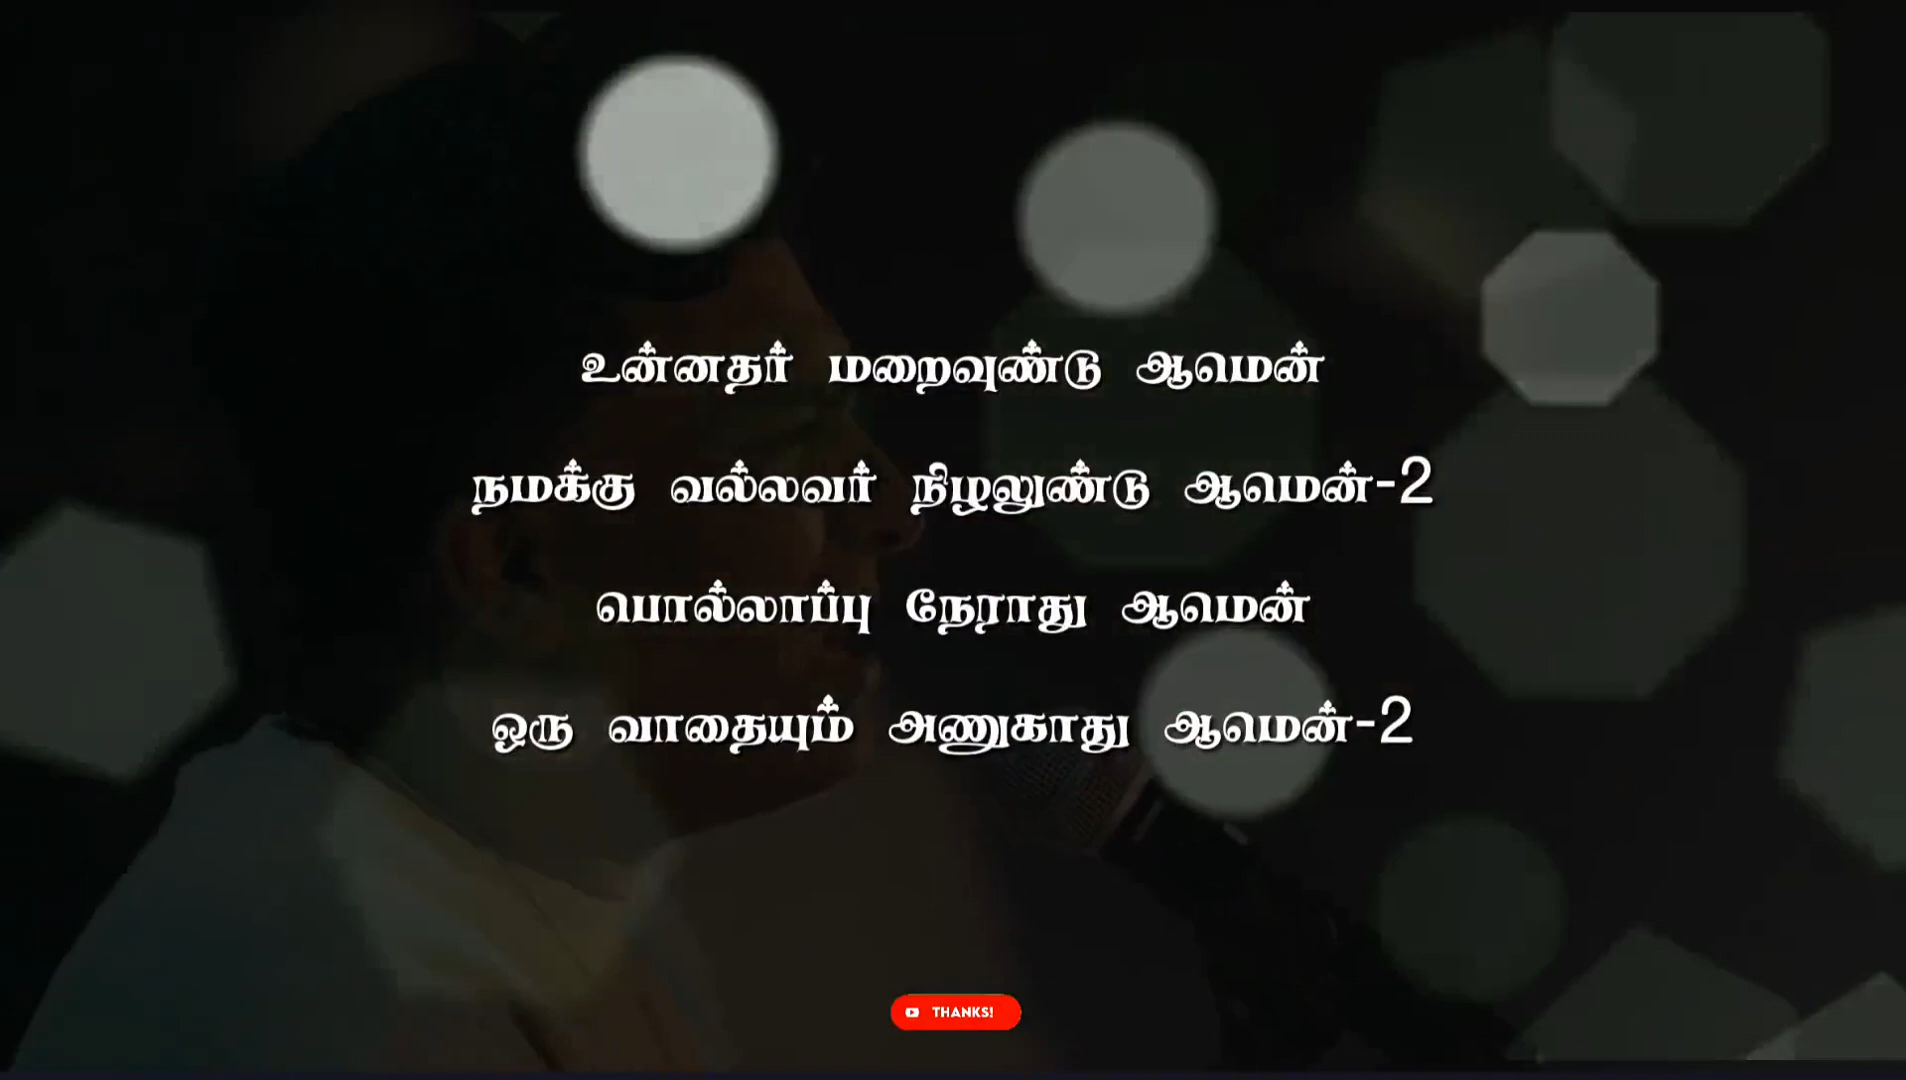 உன்னதர் மறைவுண்டு ஆமென்
நமக்கு வல்லவர் நிழலுண்டு ஆமென்-2
பொல்லாப்பு நேராது ஆமென்
ஒரு வாதையும் அணுகாது ஆமென்-2
THANKS!